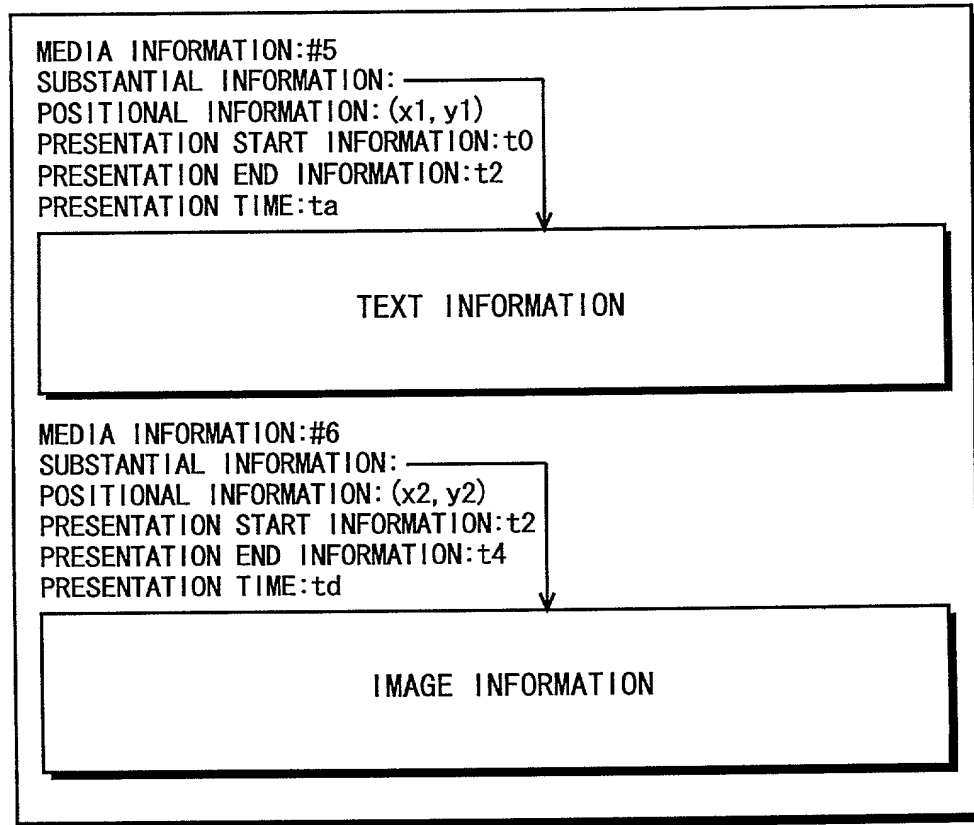 MEDIA INFORMATION:#5
SUBSTANTIAL INFORMATION:
POSITIONAL INFORMATION:(x1,y1)
PRESENTATION START INFORMATION:t0
PRESENTATION END INFORMATION:t2
PRESENTATION TIME:ta
TEXT INFORMATION
MEDIA INFORMATION:#6
SUBSTANTIAL INFORMATION:
POSITIONAL INFORMATION:(x2,y2)
PRESENTATION START INFORMATION:t2
PRESENTATION END INFORMATION:t4
PRESENTATION TIME:td
IMAGE INFORMATION